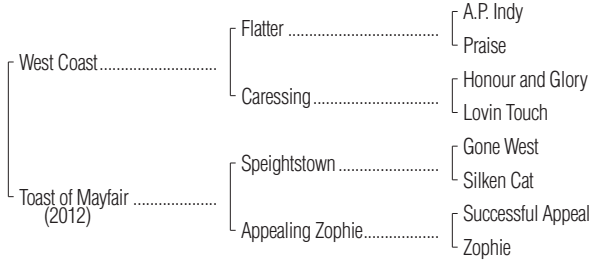 A.P. Indy
Flatter ..............................
Praise
West Coast.......................
Honour and Glory
Caressing.........................
Lovin Touch
Gone West
Speightstown ....................
Silken Cat
Toast of Mayfair ................
(2012)
Successful Appeal
Appealing Zophie...............
Zophie